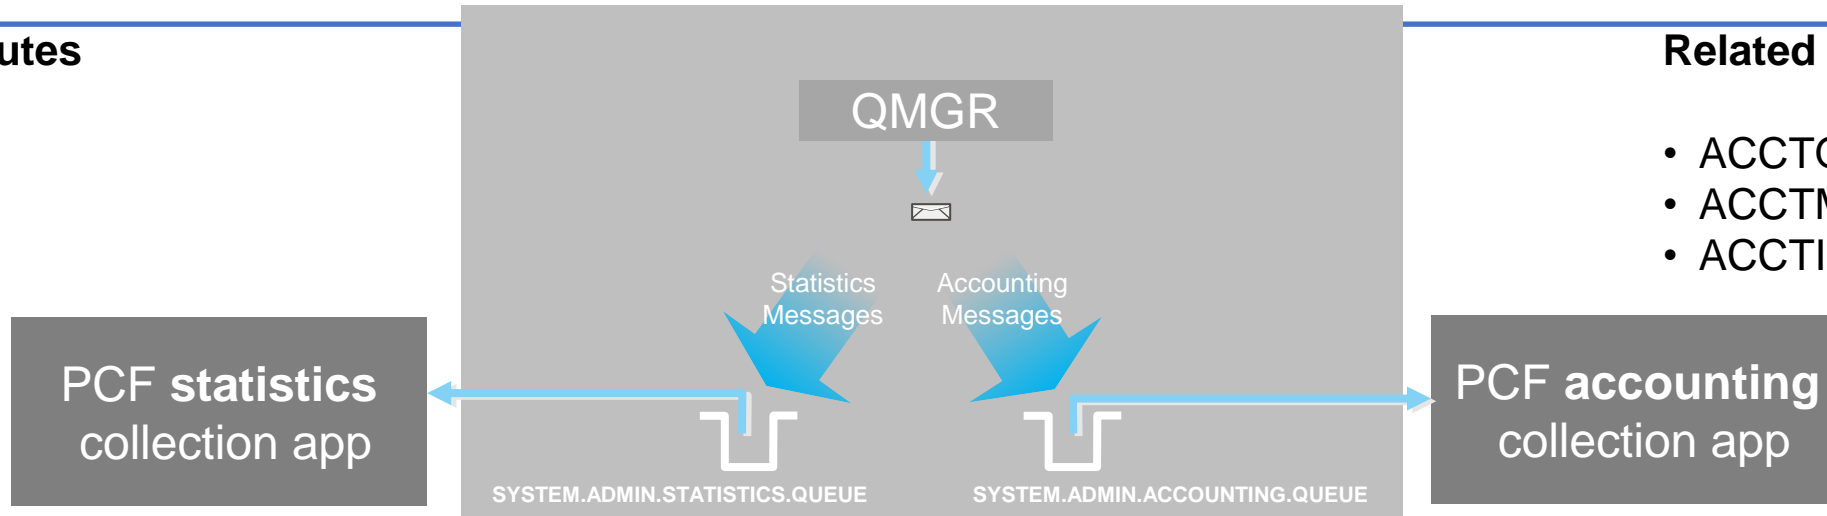 utes
Related
QMGR
• ACCTQ
• ACCTM
• ACCTI
Statistics
Messages
Accounting
Messages
PCF statistics
collection app
PCF accounting
collection app
SYSTEM.ADMIN.STATISTICS.QUEUE
SYSTEM.ADMIN.ACCOUNTING.QUEUE